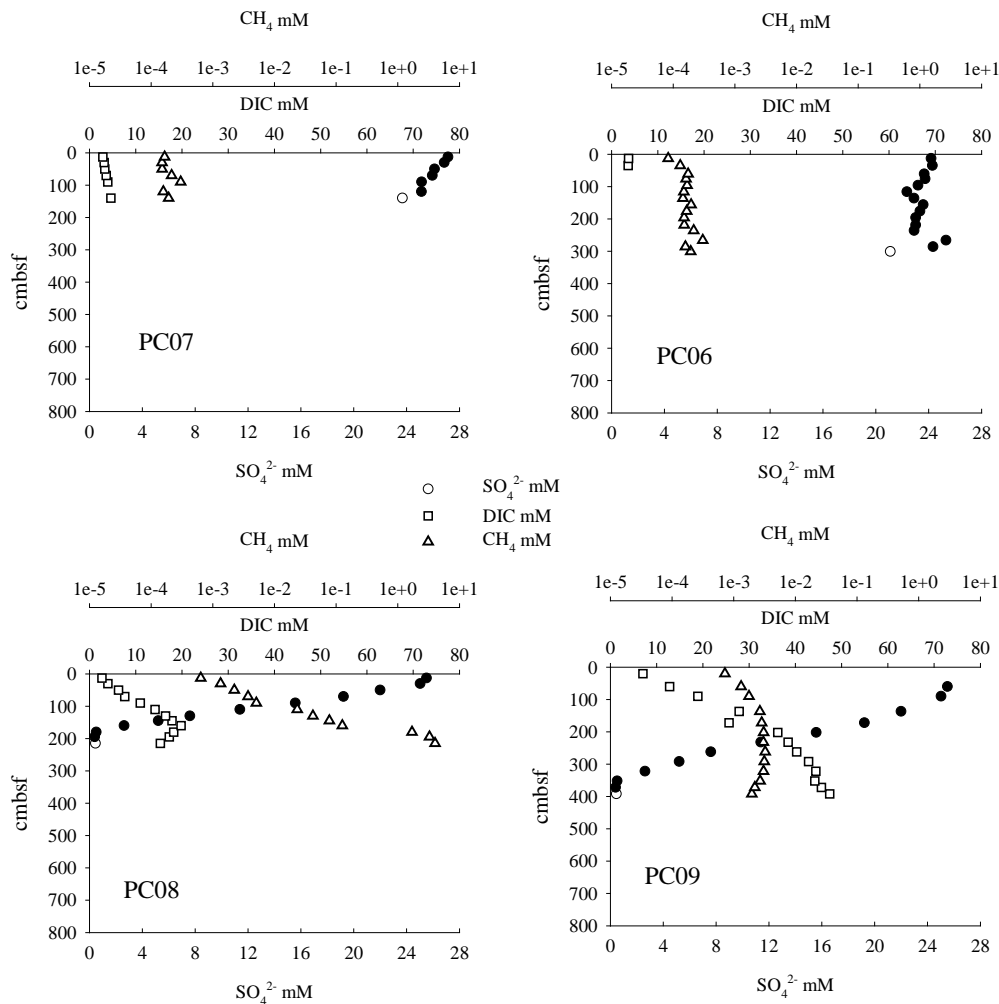 CH₄ mM
1e-5 1e-4 1e-3 1e-2 1e-1 1e+0 1e+1
DIC mM
0 10 20 30 40 50 60 70 80
0
100
200
300
400
500
600
700
800
cmbsf
PC07
0 4 8 12 16 20 24 28
SO₄²⁻ mM
CH₄ mM
1e-5 1e-4 1e-3 1e-2 1e-1 1e+0 1e+1
DIC mM
0 10 20 30 40 50 60 70 80
0
100
200
300
400
500
600
700
800
cmbsf
PC06
0 4 8 12 16 20 24 28
SO₄²⁻ mM
SO₄²⁻ mM
DIC mM
CH₄ mM
CH₄ mM
1e-5 1e-4 1e-3 1e-2 1e-1 1e+0 1e+1
DIC mM
0 10 20 30 40 50 60 70 80
0
100
200
300
400
500
600
700
800
cmbsf
PC08
0 4 8 12 16 20 24 28
SO₄²⁻ mM
CH₄ mM
1e-5 1e-4 1e-3 1e-2 1e-1 1e+0 1e+1
DIC mM
0 10 20 30 40 50 60 70 80
0
100
200
300
400
500
600
700
800
cmbsf
PC09
0 4 8 12 16 20 24 28
SO₄²⁻ mM